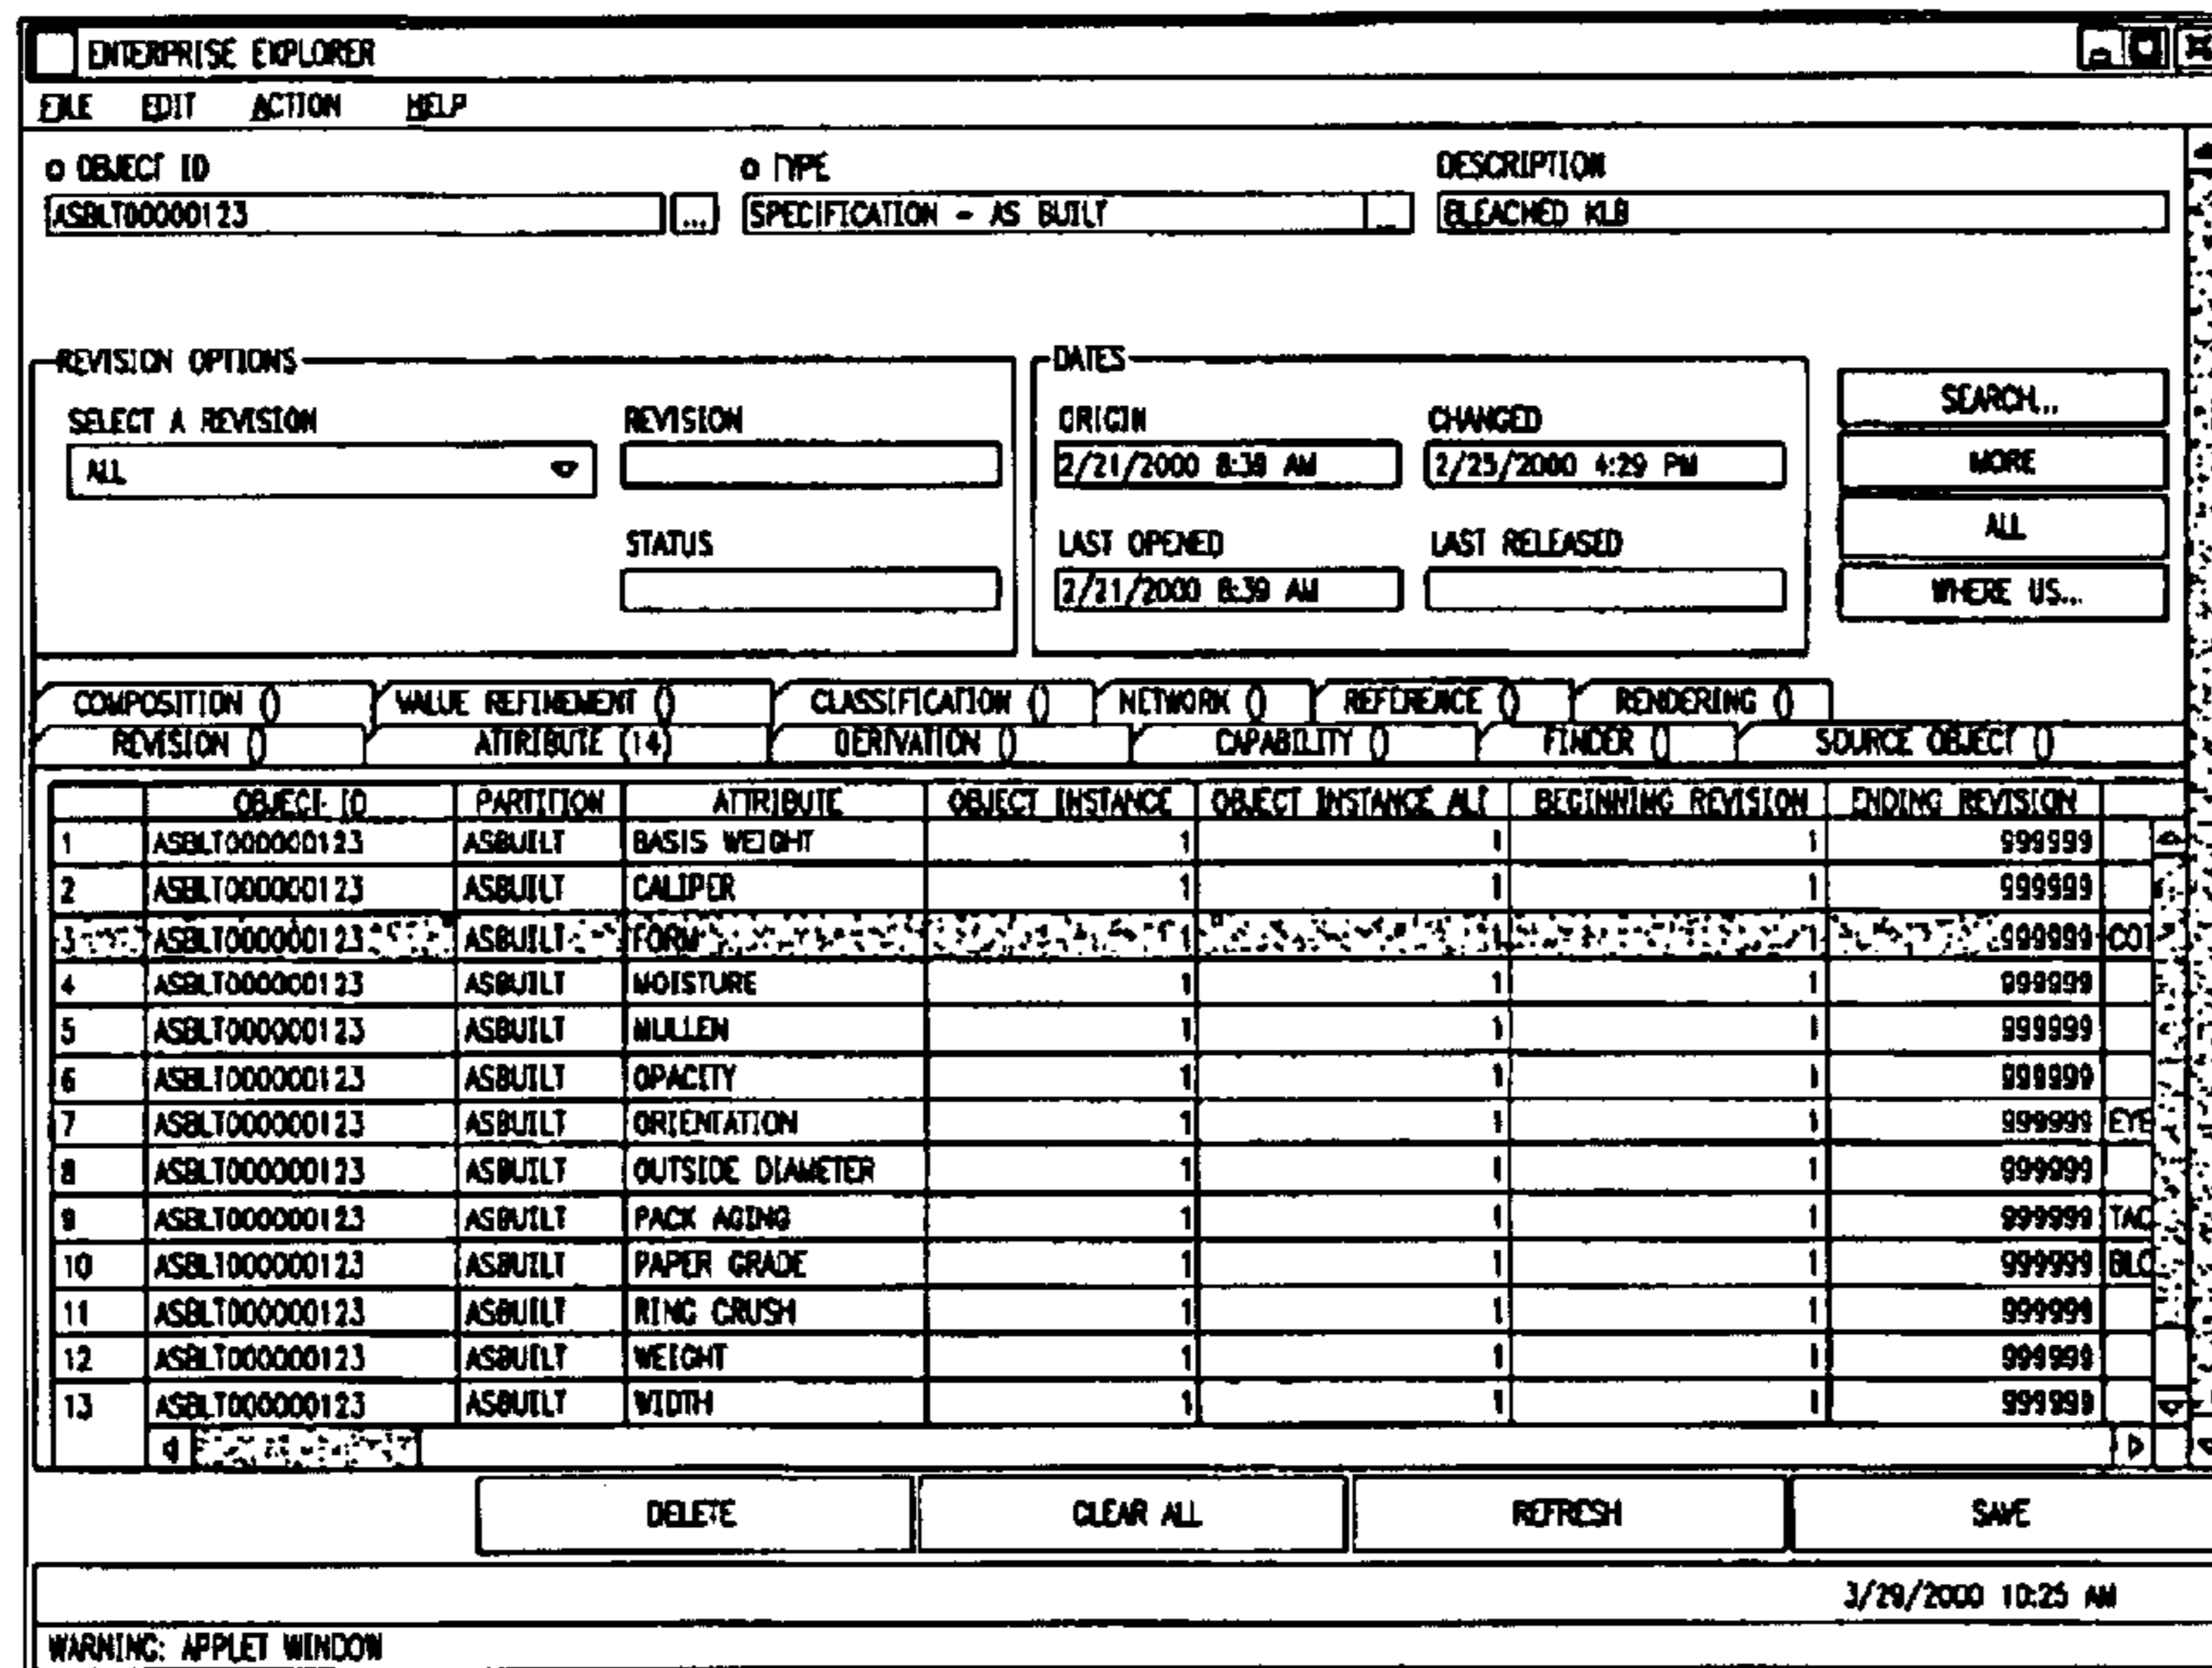 ENTERPRISE EXPLORER
FILE EDIT ACTION HELP
OBJECT ID TYPE DESCRIPTION
ASBLT00000123 ... SPECIFICATION - AS BUILT ... BLEACHED KLB
REVISION OPTIONS DATES
SEARCH...
SELECT A REVISION REVISION ORIGIN CHANGED
ALL 2/21/2000 8:39 AM 2/25/2000 4:29 PM MORE
ALL
STATUS LAST OPENED LAST RELEASED
2/21/2000 8:39 AM WHERE US...
COMPOSITION () VALUE REFINEMENT () CLASSIFICATION () NETWORK () REFERENCE () RENDERING ()
REVISION () ATTRIBUTE (14) DERIVATION () CAPABILITY () FINDER () SOURCE OBJECT ()
OBJECT ID PARTITION ATTRIBUTE OBJECT INSTANCE OBJECT INSTANCE ALI BEGINNING REVISION ENDING REVISION
1 ASBLT000000123 ASBUILT BASIS WEIGHT 1 1 1 999999
2 ASBLT000000123 ASBUILT CALIPER 1 1 1 999999
3 ASBLT000000123 ASBUILT FORM 1 1 1 999999 COI
4 ASBLT000000123 ASBUILT MOISTURE 1 1 1 999999
5 ASBLT000000123 ASBUILT MULLEN 1 1 1 999999
6 ASBLT000000123 ASBUILT OPACITY 1 1 1 999999
7 ASBLT000000123 ASBUILT ORIENTATION 1 1 1 999999 EYE
8 ASBLT000000123 ASBUILT OUTSIDE DIAMETER 1 1 1 999999
9 ASBLT000000123 ASBUILT PACK AGING 1 1 1 999999 TAC
10 ASBLT000000123 ASBUILT PAPER GRADE 1 1 1 999999 BLC
11 ASBLT000000123 ASBUILT RING CRUSH 1 1 1 999999
12 ASBLT000000123 ASBUILT WEIGHT 1 1 1 999999
13 ASBLT000000123 ASBUILT WIDTH 1 1 1 999999
DELETE CLEAR ALL REFRESH SAVE
3/29/2000 10:25 AM
WARNING: APPLET WINDOW